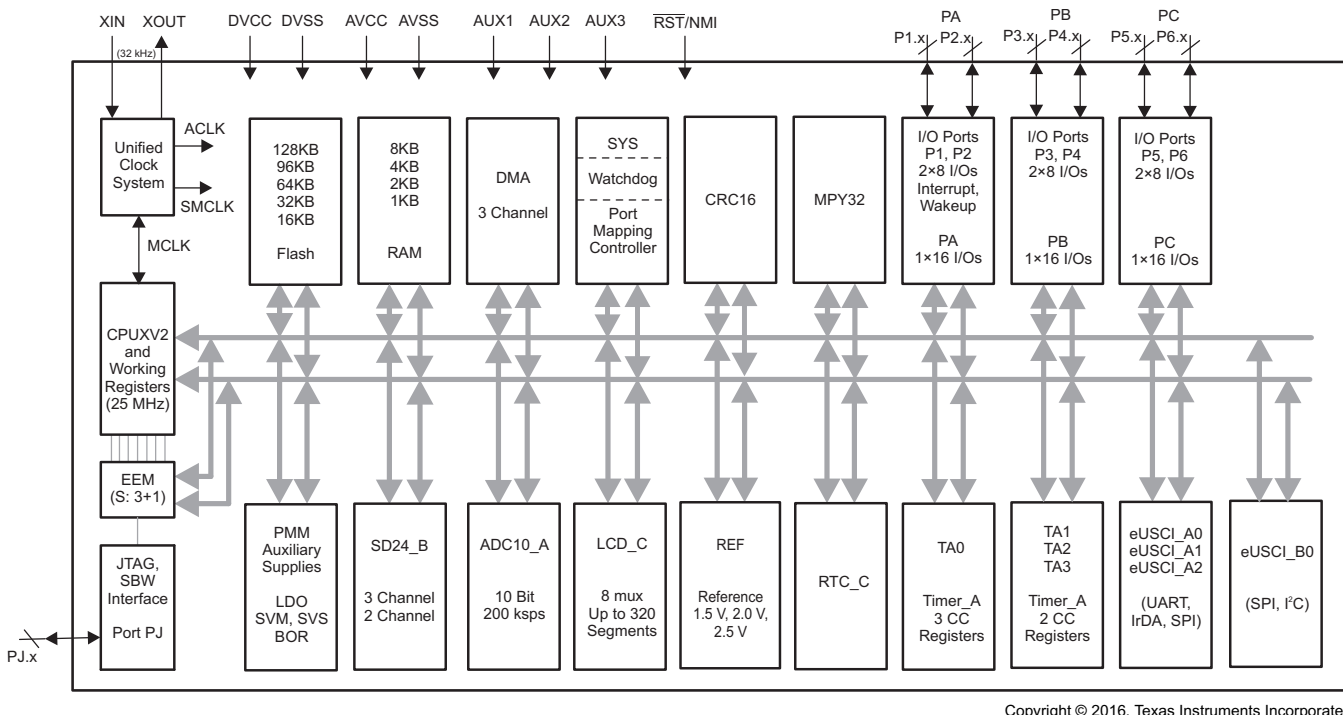 XIN XOUT DVCC DVSS AVCC AVSS AUX1 AUX2 AUX3 RST/NMI
PA PB PC
P1.x P2.x P3.x P4.x P5.x P6.x
(32 kHz)
Unified
Clock
System
ACLK
SMCLK
MCLK
128KB
96KB
64KB
32KB
16KB
Flash
8KB
4KB
2KB
1KB
RAM
DMA
3 Channel
SYS
Watchdog
Port
Mapping
Controller
CRC16
MPY32
I/O Ports
P1, P2
2×8 I/Os
Interrupt,
Wakeup
PA
1×16 I/Os
I/O Ports
P3, P4
2×8 I/Os
PB
1×16 I/Os
I/O Ports
P5, P6
2×8 I/Os
PC
1×16 I/Os
CPUXV2
and
Working
Registers
(25 MHz)
EEM
(S: 3+1)
JTAG,
SBW
Interface
Port PJ
PJ.x
PMM
Auxiliary
Supplies
LDO
SVM, SVS
BOR
SD24_B
3 Channel
2 Channel
ADC10_A
10 Bit
200 ksps
LCD_C
8 mux
Up to 320
Segments
REF
Reference
1.5 V, 2.0 V,
2.5 V
RTC_C
TA0
Timer_A
3 CC
Registers
TA1
TA2
TA3
Timer_A
2 CC
Registers
eUSCI_A0
eUSCI_A1
eUSCI_A2
(UART,
IrDA, SPI)
eUSCI_B0
(SPI, I²C)
Copyright © 2016, Texas Instruments Incorporate